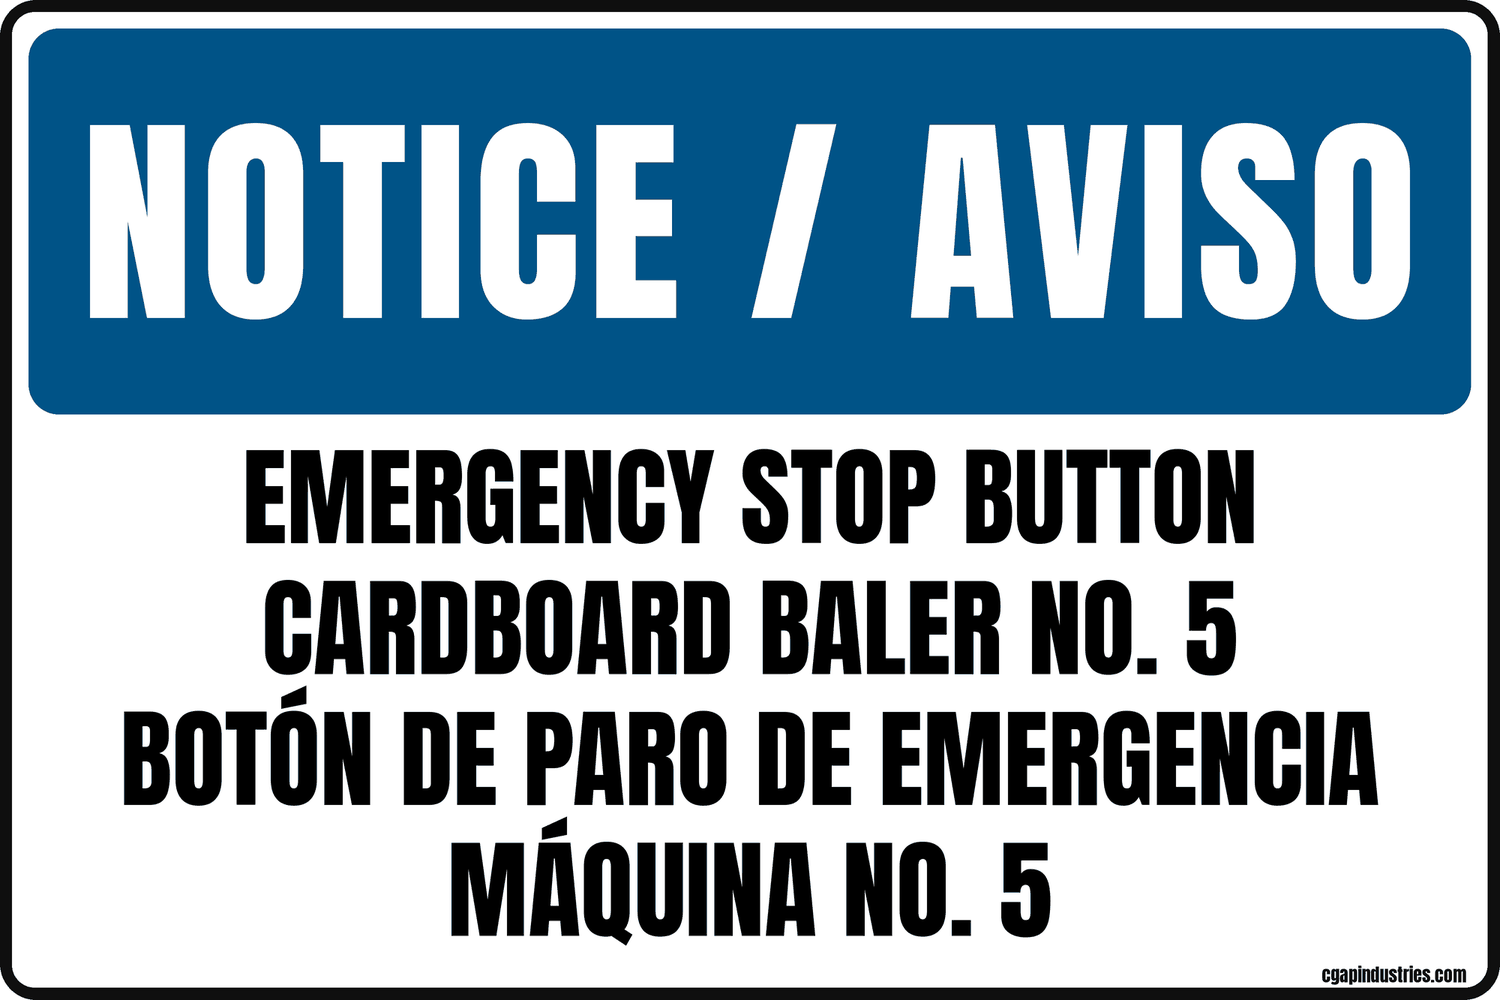 NOTICE / AVISO
EMERGENCY STOP BUTTON
CARDBOARD BALER NO. 5
BOTÓN DE PARO DE EMERGENCIA
MÁQUINA NO. 5
cgapindustries.com